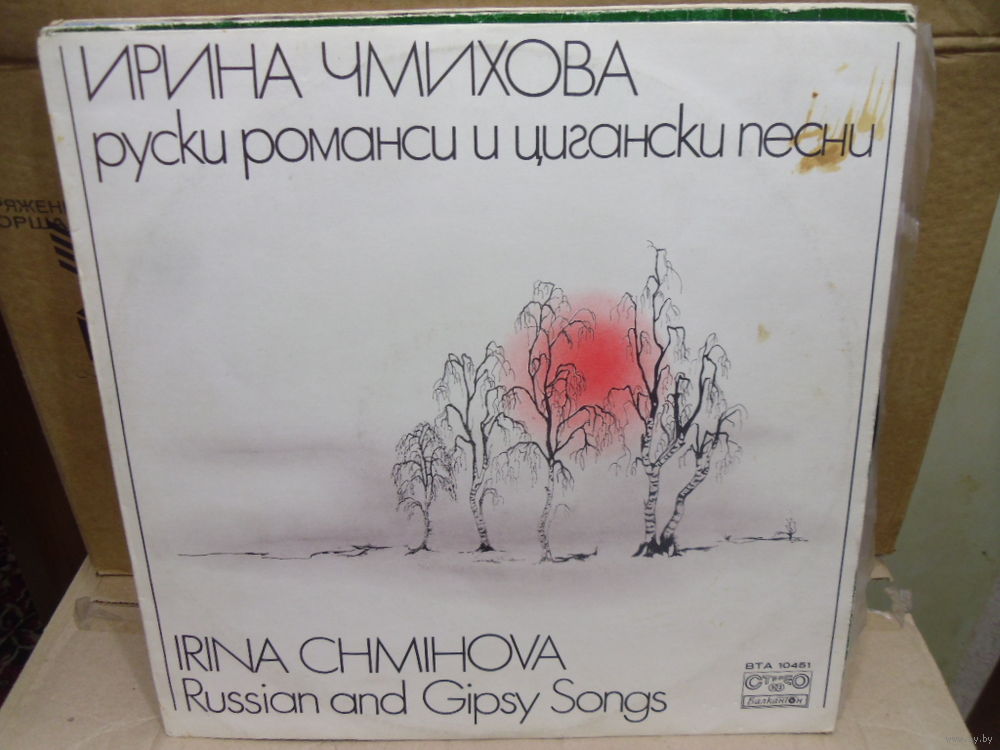 ИРИНА ЧМИХОВА
руски романси и цигански песни
IRINA CHMIHOVA
Russian and Gipsy Songs
ВТА 10451
СТЕРЕО
Балкантон